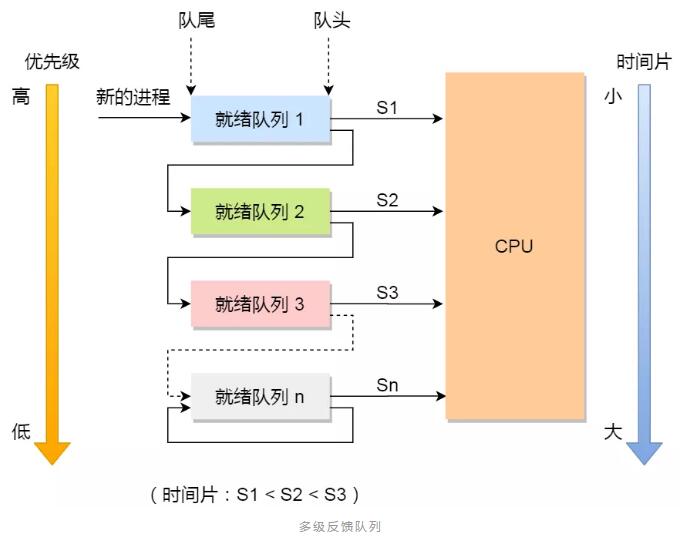 队尾
队头
优先级
时间片
高
新的进程
就绪队列 1
S1
小
就绪队列 2
S2
CPU
就绪队列 3
S3
就绪队列 n
Sn
低
大
（时间片：S1 < S2 < S3 ）
多级反馈队列